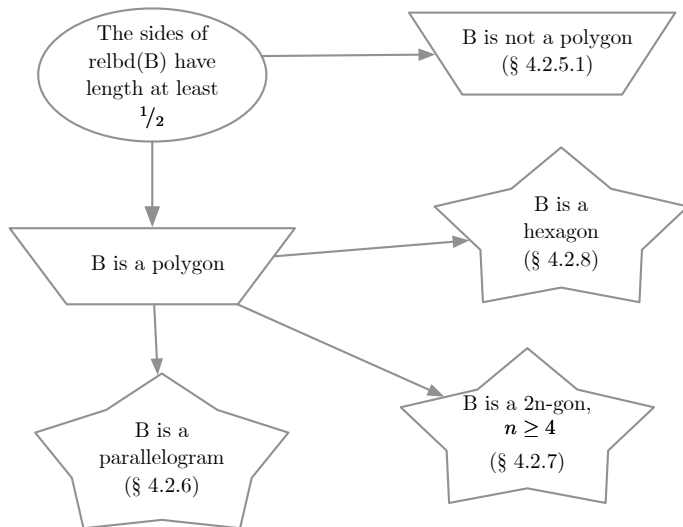 The sides of
relbd(B) have
length at least
1/2
B is not a polygon
(§ 4.2.5.1)
B is a polygon
B is a
hexagon
(§ 4.2.8)
B is a
parallelogram
(§ 4.2.6)
B is a 2n-gon,
n ≥ 4
(§ 4.2.7)